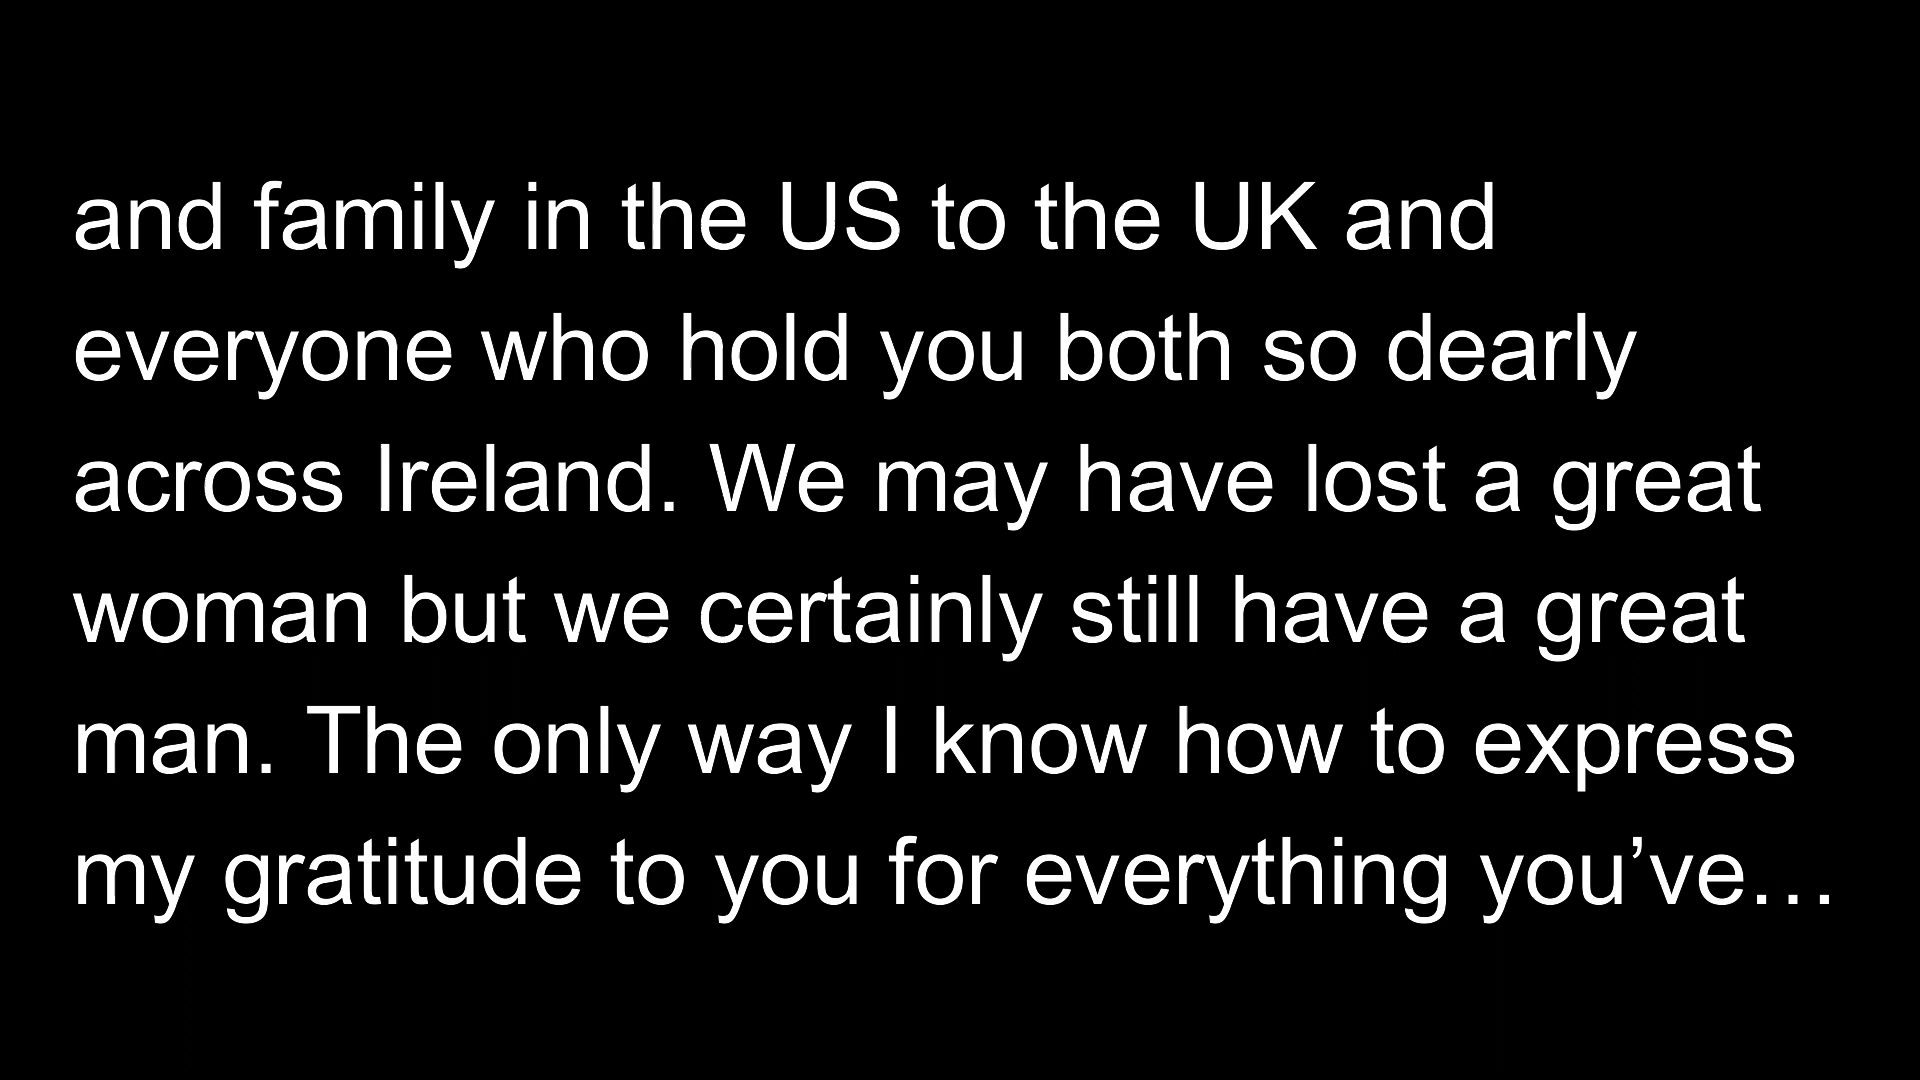 and family in the US to the UK and
everyone who hold you both so dearly
across Ireland. We may have lost a great
woman but we certainly still have a great
man. The only way I know how to express
my gratitude to you for everything you’ve…